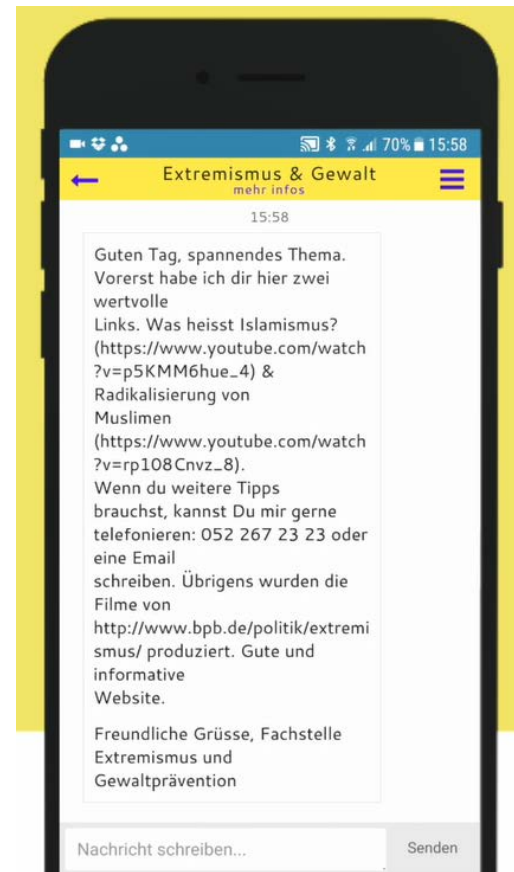 70% 15:58
Extremismus & Gewalt
mehr infos
15:58
Guten Tag, spannendes Thema.
Vorerst habe ich dir hier zwei
wertvolle
Links. Was heisst Islamismus?
(https://www.youtube.com/watch
?v=p5KMM6hue_4) &
Radikalisierung von
Muslimen
(https://www.youtube.com/watch
?v=rp108Cnvz_8).
Wenn du weitere Tipps
brauchst, kannst Du mir gerne
telefonieren: 052 267 23 23 oder
eine Email
schreiben. Übrigens wurden die
Filme von
http://www.bpb.de/politik/extremi
smus/ produziert. Gute und
informative
Website.
Freundliche Grüsse, Fachstelle
Extremismus und
Gewaltprävention
Nachricht schreiben... Senden